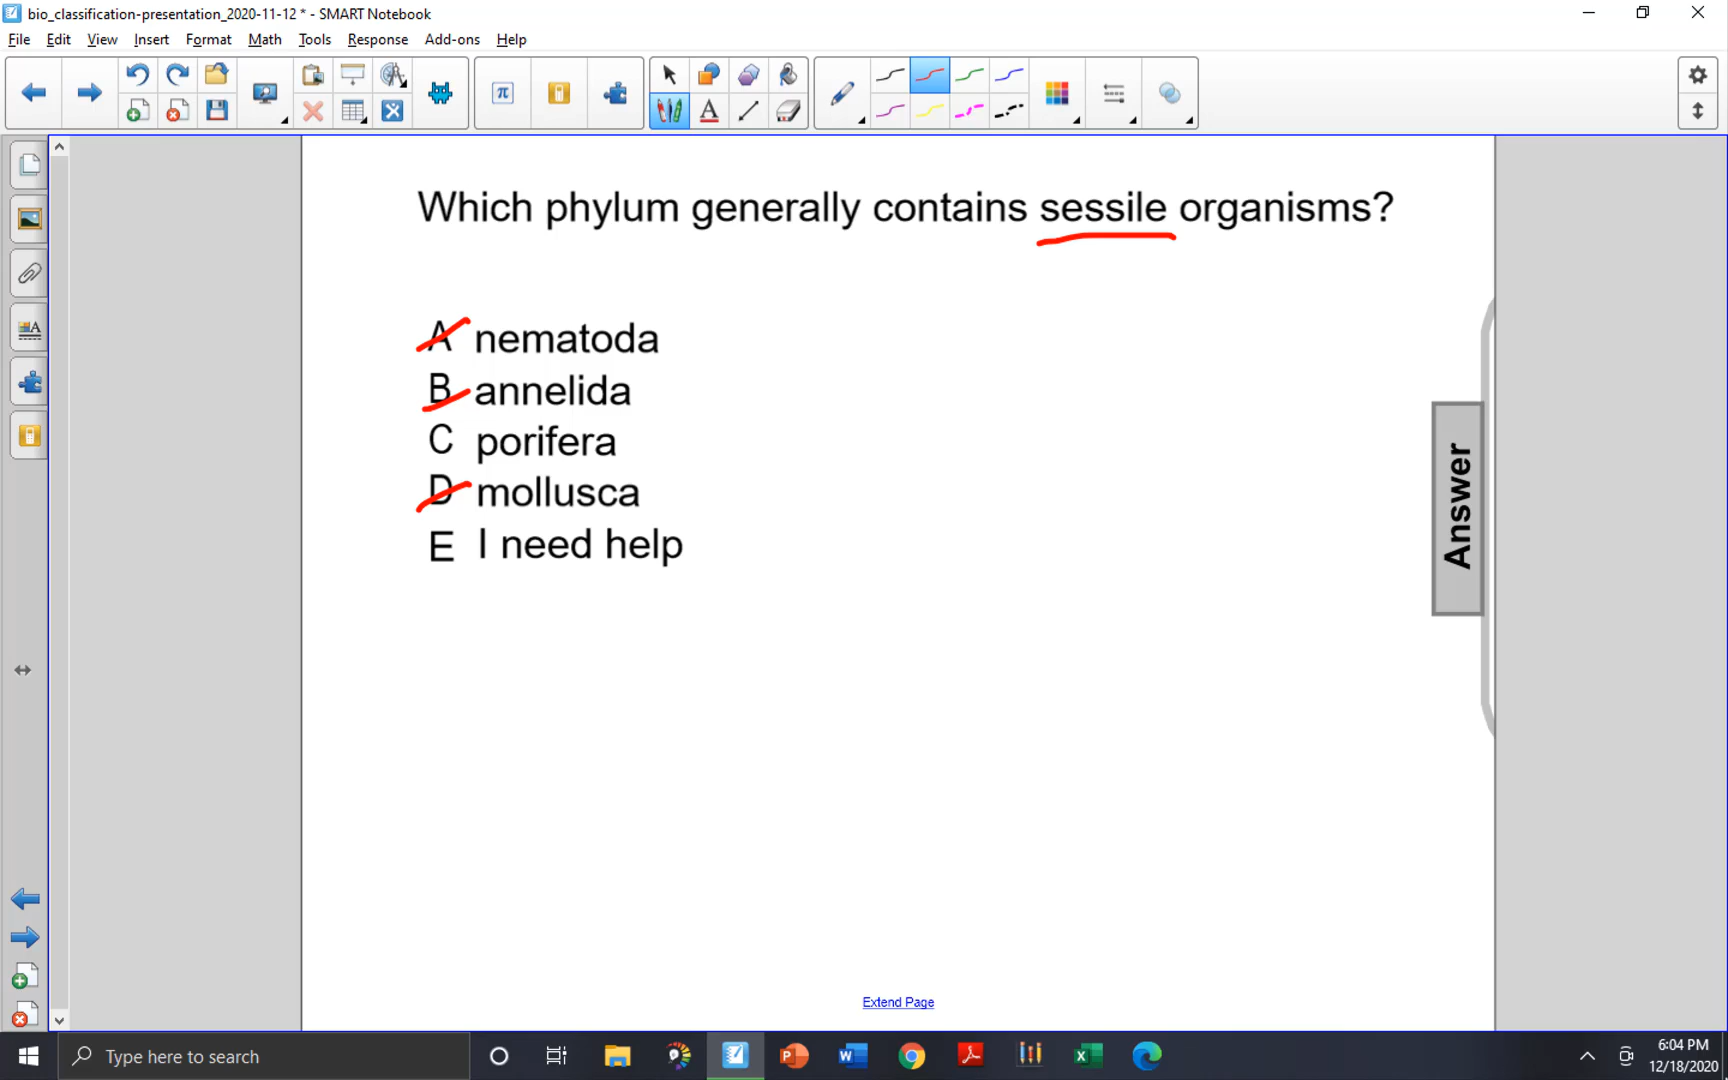 bio_classification-presentation_2020-11-12 * - SMART Notebook
File Edit View Insert Format Math Tools Response Add-ons Help
Which phylum generally contains sessile organisms?
A nematoda
B annelida
C porifera
D mollusca
E I need help
Answer
Extend Page
Type here to search
6:04 PM
12/18/2020